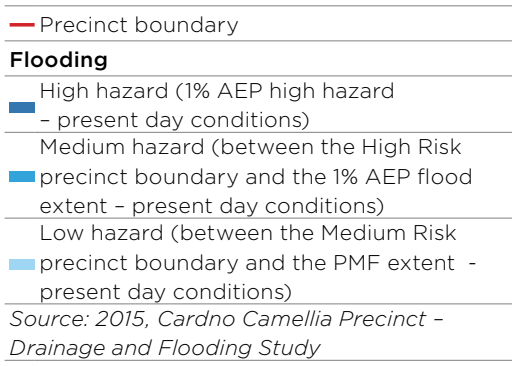 Precinct boundary
Flooding
High hazard (1% AEP high hazard
– present day conditions)
Medium hazard (between the High Risk
precinct boundary and the 1% AEP flood
extent – present day conditions)
Low hazard (between the Medium Risk
precinct boundary and the PMF extent -
present day conditions)
Source: 2015, Cardno Camellia Precinct –
Drainage and Flooding Study